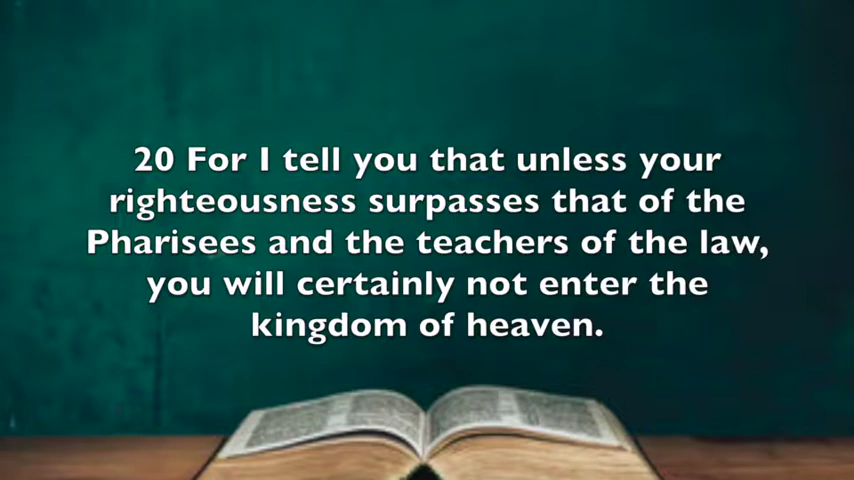 20 For I tell you that unless your
righteousness surpasses that of the
Pharisees and the teachers of the law,
you will certainly not enter the
kingdom of heaven.